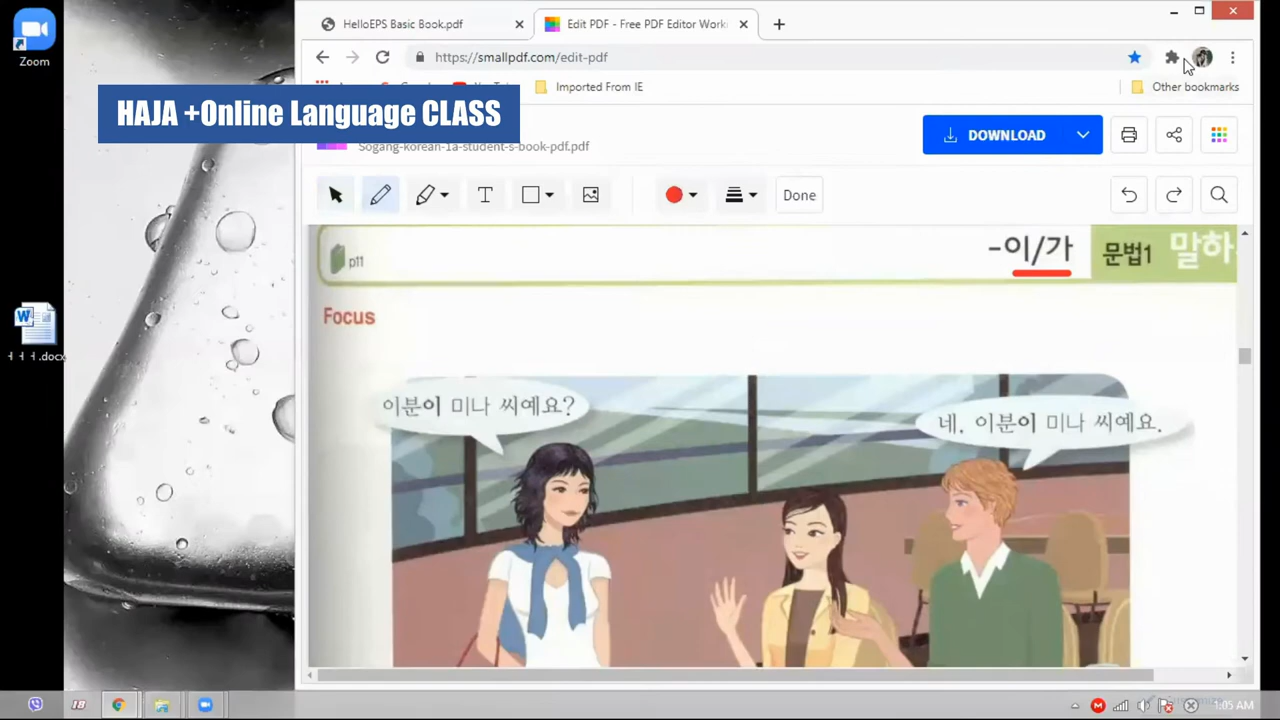 Zoom
HelloEPS Basic Book.pdf
Edit PDF - Free PDF Editor Work
https://smallpdf.com/edit-pdf
Imported From IE
Other bookmarks
HAJA +Online Language CLASS
Sogang-korean-1a-student-s-book-pdf.pdf
DOWNLOAD
T
Done
p11
-이/가
문법1
말하
Focus
이분이 미나 씨예요?
네, 이분이 미나 씨예요.
W
ㅕㅕㅕ.docx
18
M
1:05 AM